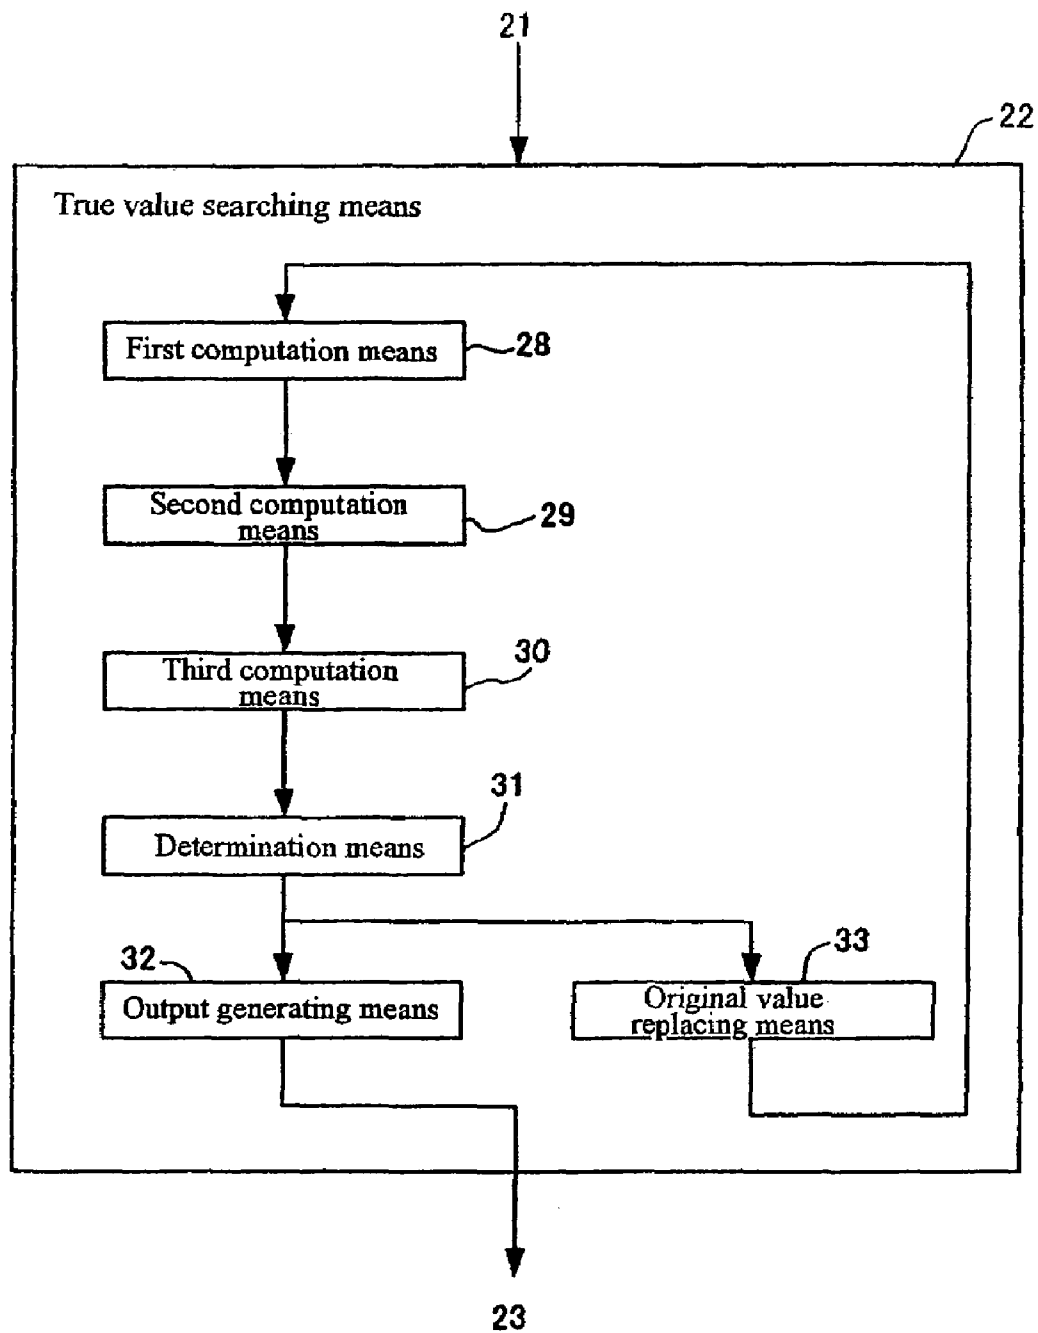 21
22
True value searching means
First computation means
28
Second computation
means
29
Third computation
means
30
31
Determination means
32
33
Output generating means
Original value
replacing means
23